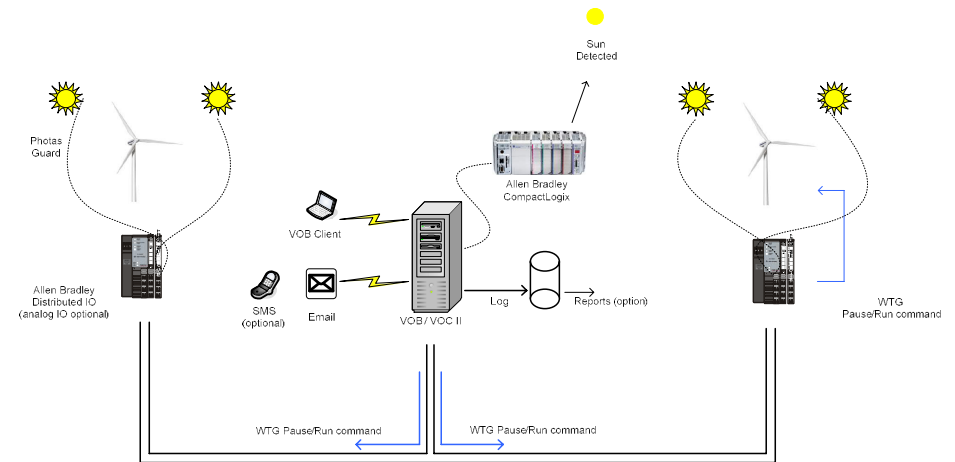 Sun
Detected
Photas
Guard
Allen Bradley
CompactLogix
VOB Client
Allen Bradley
Distributed IO
(analog IO optional)
SMS
(optional)
Email
VOB/ VOC II
Log
Reports (option)
WTG
Pause/Run command
WTG Pause/Run command
WTG Pause/Run command